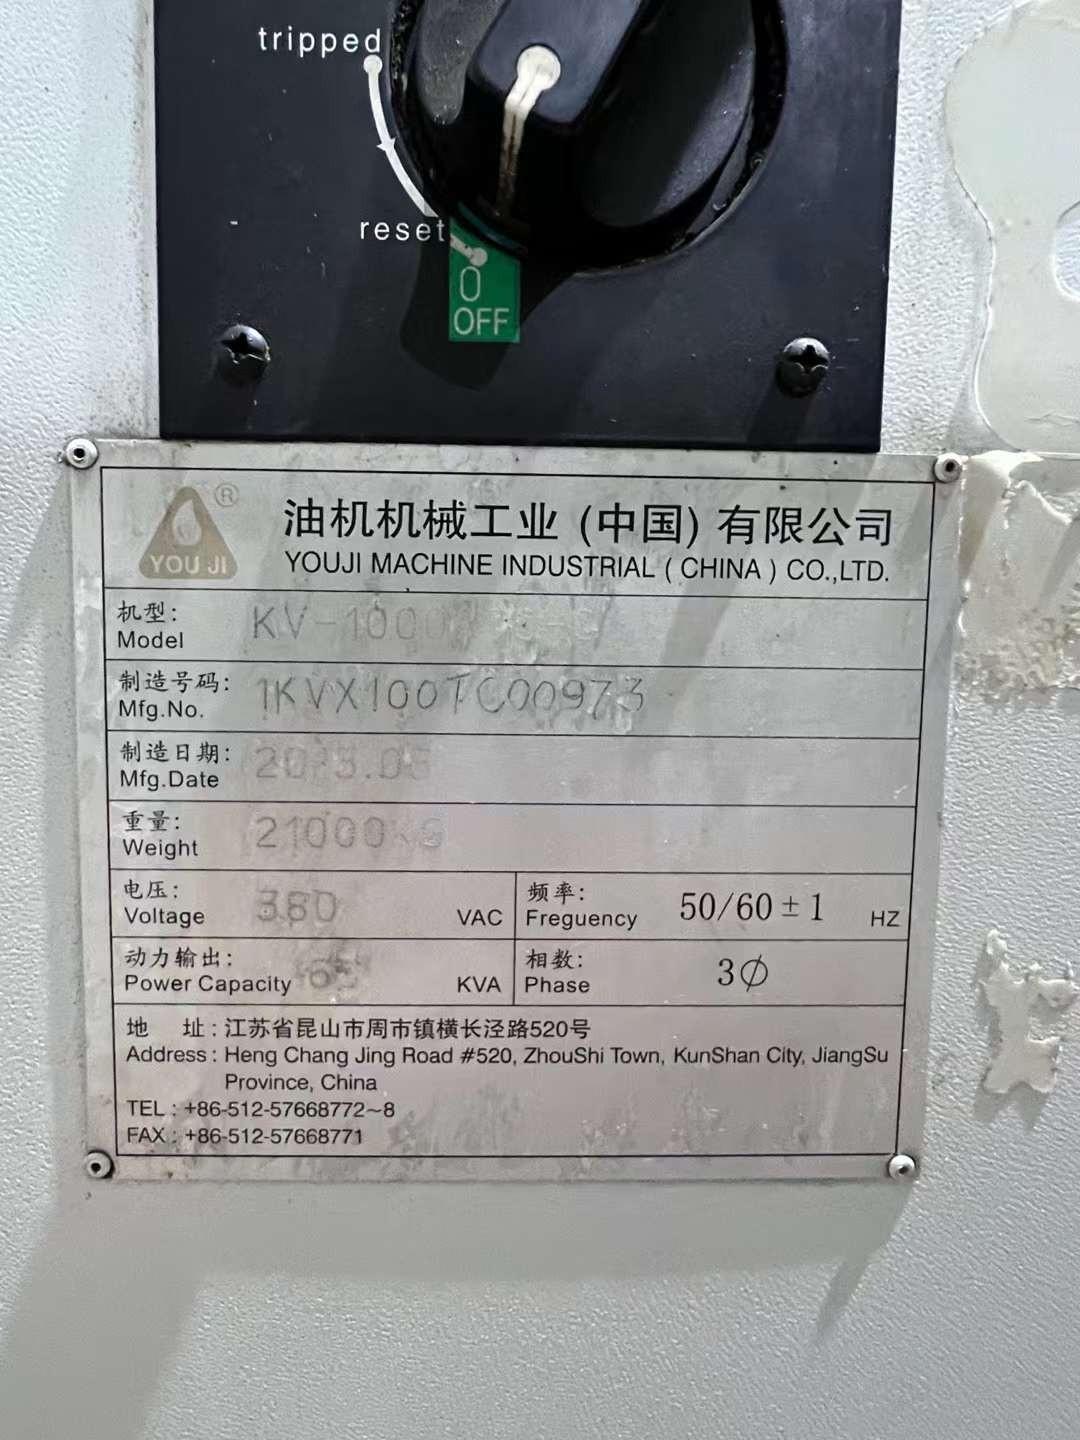 tripped
reset
0
OFF
®
YOU JI
油机机械工业 (中国) 有限公司
YOUJI MACHINE INDUSTRIAL ( CHINA ) CO.,LTD.
机型:
Model
制造号码: 1KVX100TC00973
Mfg.No.
制造日期:
Mfg.Date
重量: 21000KG
Weight
电压: 380 VAC
Voltage
频率: 50/60±1 HZ
Freguency
动力输出: KVA
Power Capacity
相数: 3∅
Phase
地 址: 江苏省昆山市周市镇横长泾路520号
Address: Heng Chang Jing Road #520, ZhouShi Town, KunShan City, JiangSu
Province, China
TEL : +86-512-57668772~8
FAX : +86-512-57668771